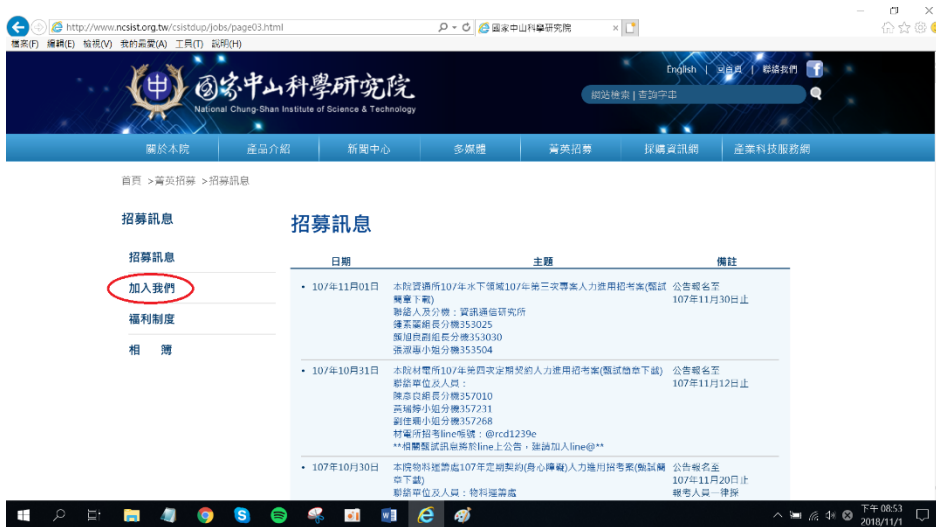 http://www.ncsist.org.tw/csistdup/jobs/page03.html
國家中山科學研究院
檔案(F) 編輯(E) 檢視(V) 我的最愛(A) 工具(T) 說明(H)
English | 回首頁 | 聯絡我們
國家中山科學研究院
National Chung-Shan Institute of Science & Technology
網站檢索 | 查詢字串
關於本院 產品介紹 新聞中心 多媒體 菁英招募 採購資訊網 產業科技服務網
首頁 >菁英招募 >招募訊息
招募訊息
招募訊息
加入我們
福利制度
相 簿
招募訊息
日期 主題 備註
• 107年11月01日 本院資通所107年水下領域107年第三次專案人力進用招考案(甄試 公告報名至
簡章下載) 107年11月30日止
聯絡人及分機：資訊通信研究所
組長分機353025
副組長分機353030
小姐分機353504
• 107年10月31日 本院材電所107年第四次定期契約人力進用招考案(甄試簡章下載) 公告報名至
聯絡單位及人員： 107年11月12日止
陳彥良組長分機357010
小姐分機357231
小姐分機357268
材電所招考line帳號：@rcd1239e
**相關甄試訊息將於line上公告，建請加入line@**
• 107年10月30日 本院物料運籌處107年定期契約(身心障礙)人力進用招考案(甄試簡 公告報名至
章下載) 107年11月20日止
聯絡單位及人員：物料運籌處 報考人員一律採
下午 08:53
2018/11/1